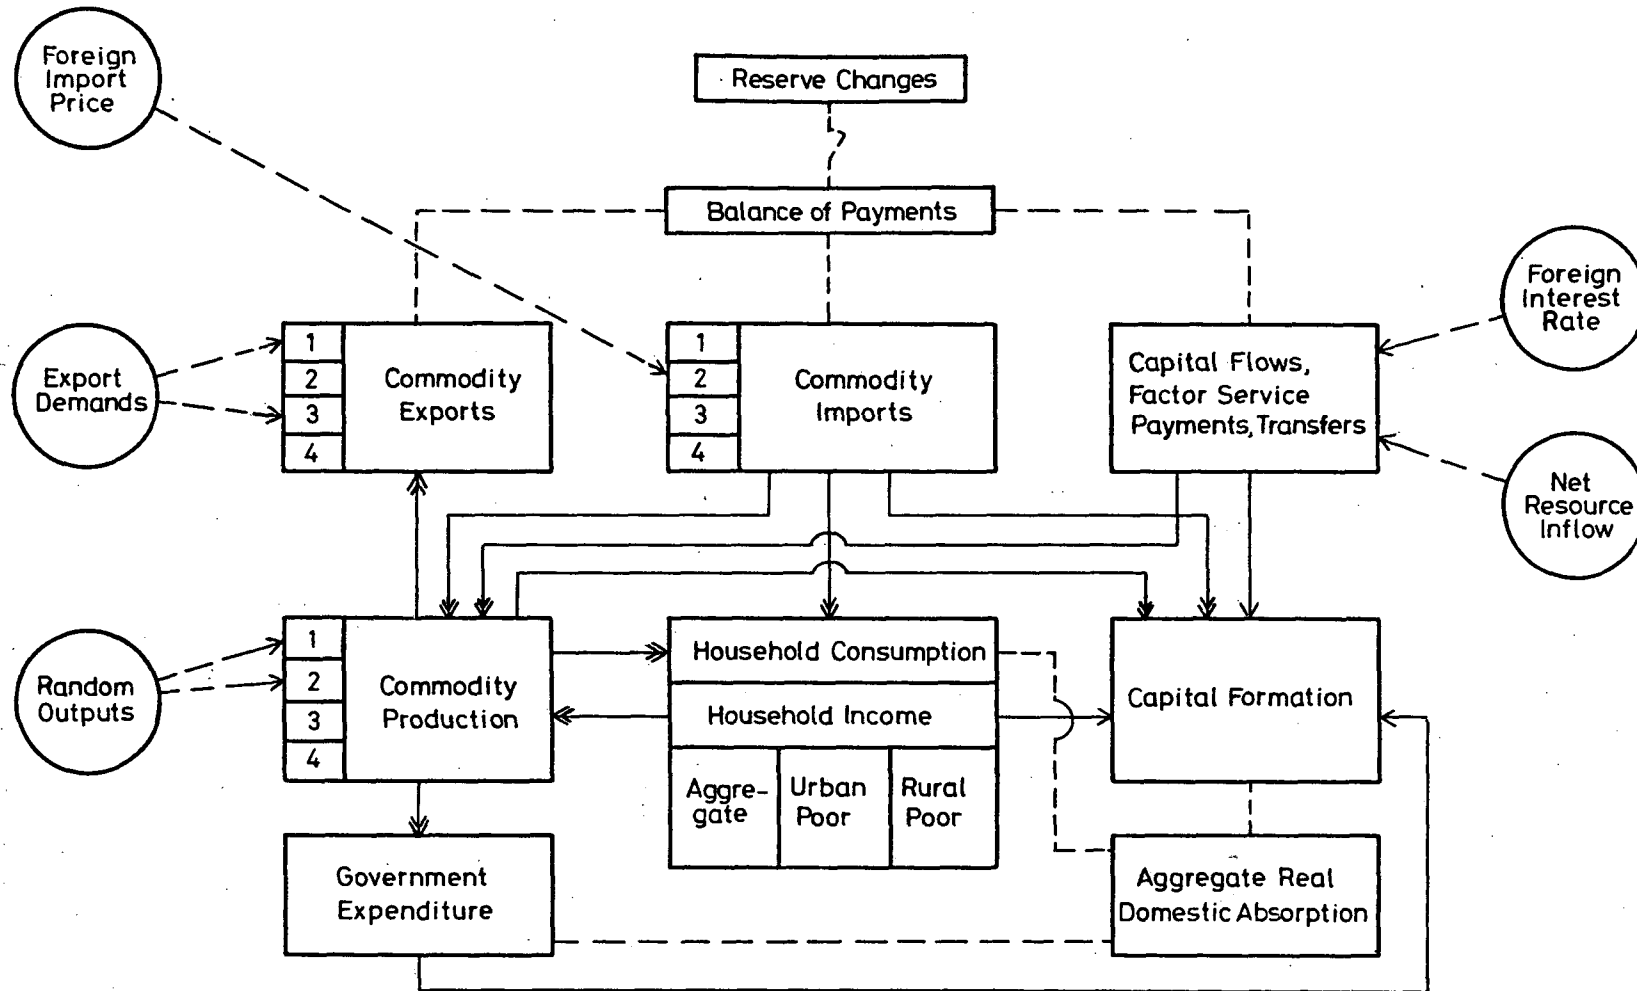 Foreign
Import
Price
Reserve Changes
Balance of Payments
Foreign
Interest
Rate
Export
Demands
1
2
3
4
Commodity
Exports
1
2
3
4
Commodity
Imports
Capital Flows,
Factor Service
Payments, Transfers
Net
Resource
Inflow
Random
Outputs
1
2
3
4
Commodity
Production
Household Consumption
Household Income
Aggre-
gate
Urban
Poor
Rural
Poor
Capital Formation
Government
Expenditure
Aggregate Real
Domestic Absorption